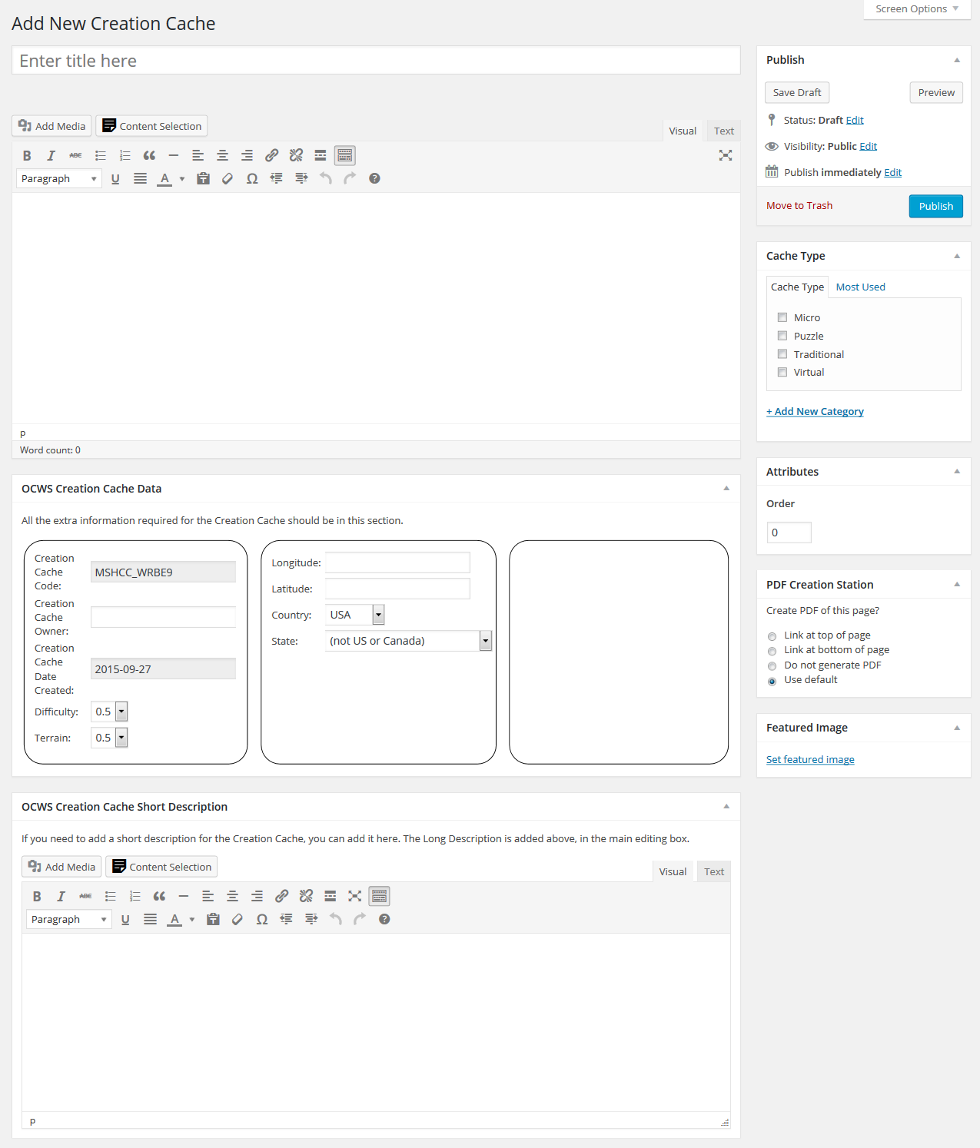 Screen Options
Add New Creation Cache
Enter title here
Add Media Content Selection
Visual Text
B I ABC
Paragraph U A Ω ?
p
Word count: 0
OCWS Creation Cache Data
All the extra information required for the Creation Cache should be in this section.
Creation
Cache
Code:
MSHCC_WRBE9
Creation
Cache
Owner:
Creation
Cache
Date
Created:
2015-09-27
Difficulty: 0.5
Terrain: 0.5
Longitude:
Latitude:
Country: USA
State: (not US or Canada)
OCWS Creation Cache Short Description
If you need to add a short description for the Creation Cache, you can add it here. The Long Description is added above, in the main editing box.
Add Media Content Selection
Visual Text
B I ABC
Paragraph U A Ω ?
p
Publish
Save Draft Preview
Status: Draft Edit
Visibility: Public Edit
Publish immediately Edit
Move to Trash Publish
Cache Type
Cache Type Most Used
Micro
Puzzle
Traditional
Virtual
+ Add New Category
Attributes
Order
0
PDF Creation Station
Create PDF of this page?
Link at top of page
Link at bottom of page
Do not generate PDF
Use default
Featured Image
Set featured image